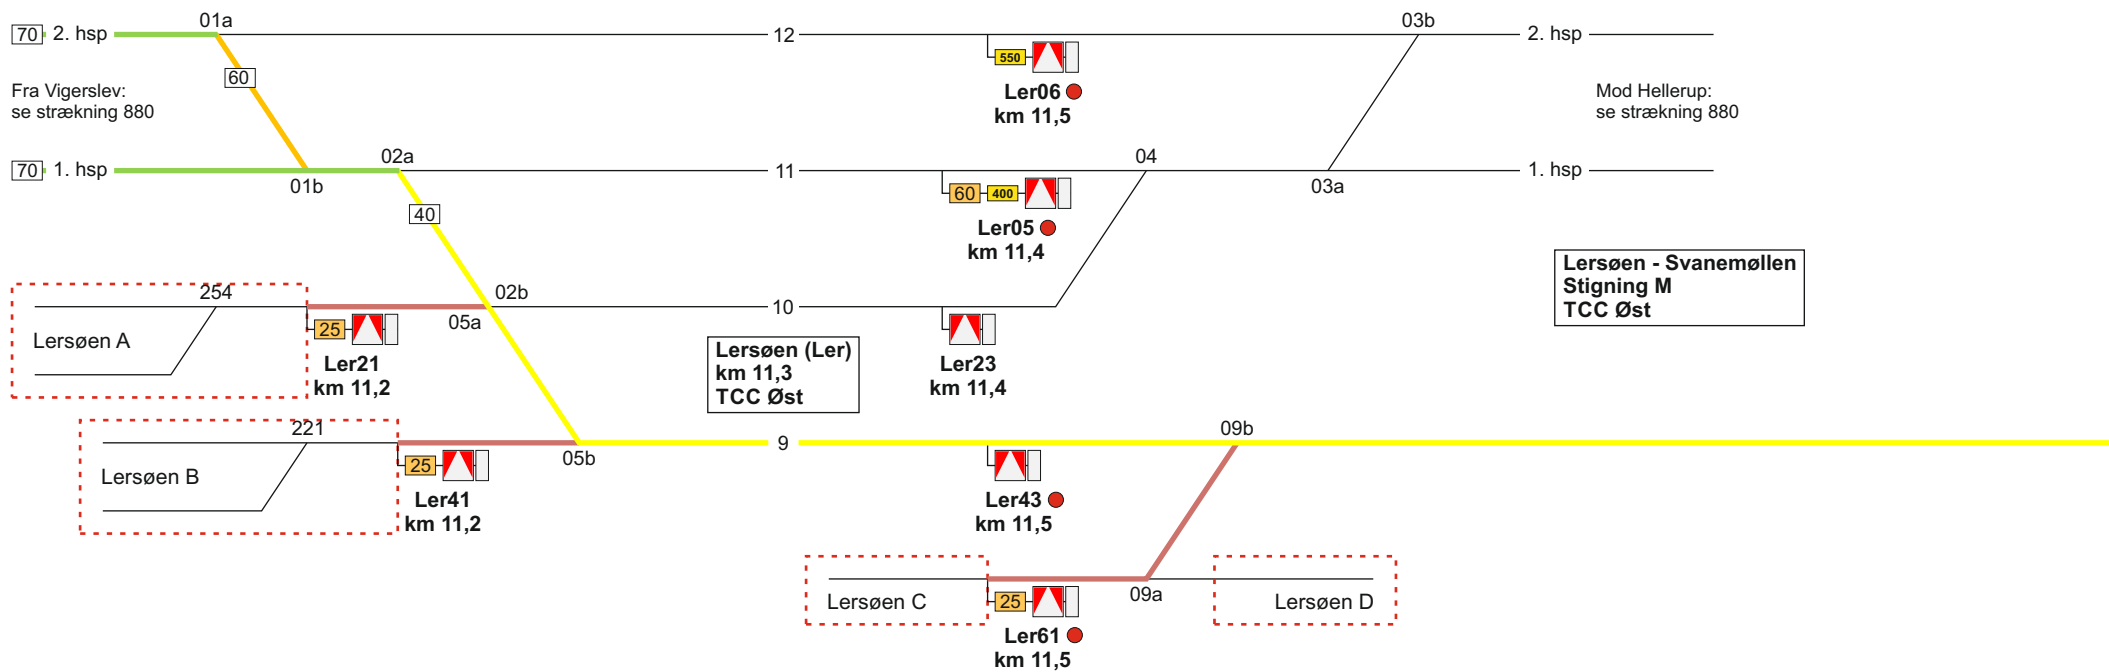 01a
03b
70 2. hsp
12
2. hsp
60
550
Fra Vigerslev:
se strækning 880
Ler06
km 11,5
Mod Hellerup:
se strækning 880
02a
04
70 1. hsp
11
1. hsp
01b
03a
60 400
40
Ler05
km 11,4
Lersøen - Svanemøllen
Stigning M
TCC Øst
254
02b
10
05a
25
Lersøen A
Ler21
km 11,2
Lersøen (Ler)
km 11,3
TCC Øst
Ler23
km 11,4
221
09b
9
05b
25
Lersøen B
Ler41
km 11,2
Ler43
km 11,5
Lersøen C
25
09a
Lersøen D
Ler61
km 11,5